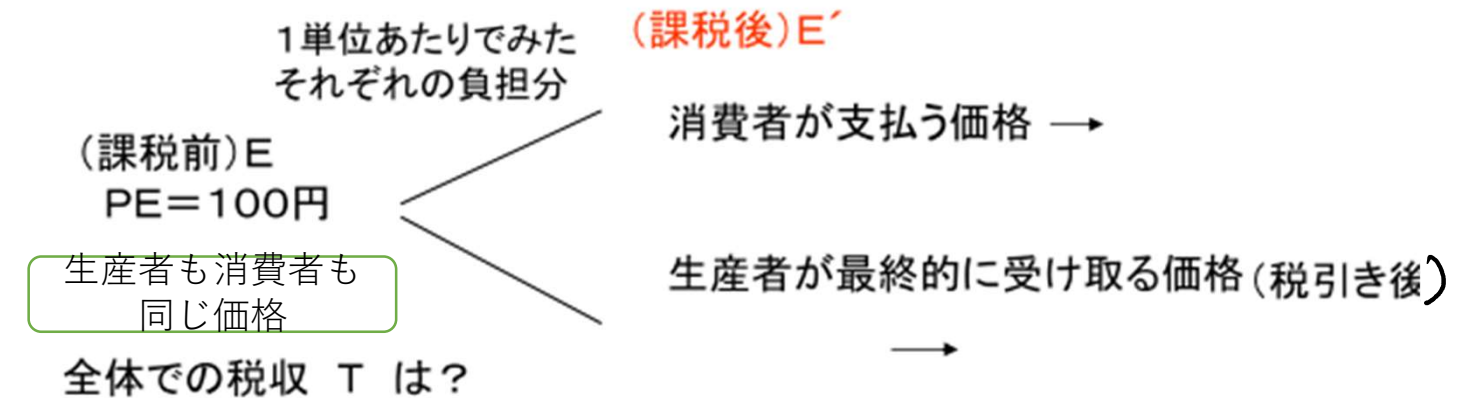 1単位あたりでみた
それぞれの負担分
(課税後)E´
消費者が支払う価格 →
(課税前)E
PE=100円
生産者も消費者も
同じ価格
生産者が最終的に受け取る価格(税引き後)
→
全体での税収 T は?